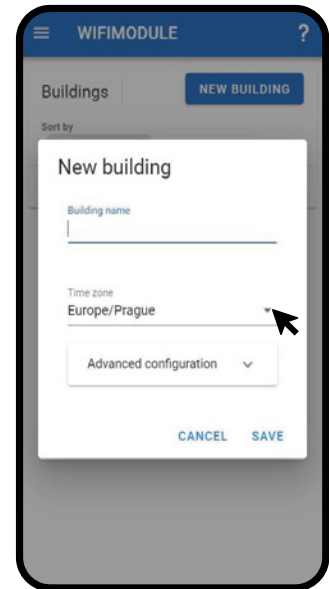 WIFIMODULE ?
Buildings NEW BUILDING
Sort by
New building
Building name
Time zone
Europe/Prague
Advanced configuration
CANCEL SAVE